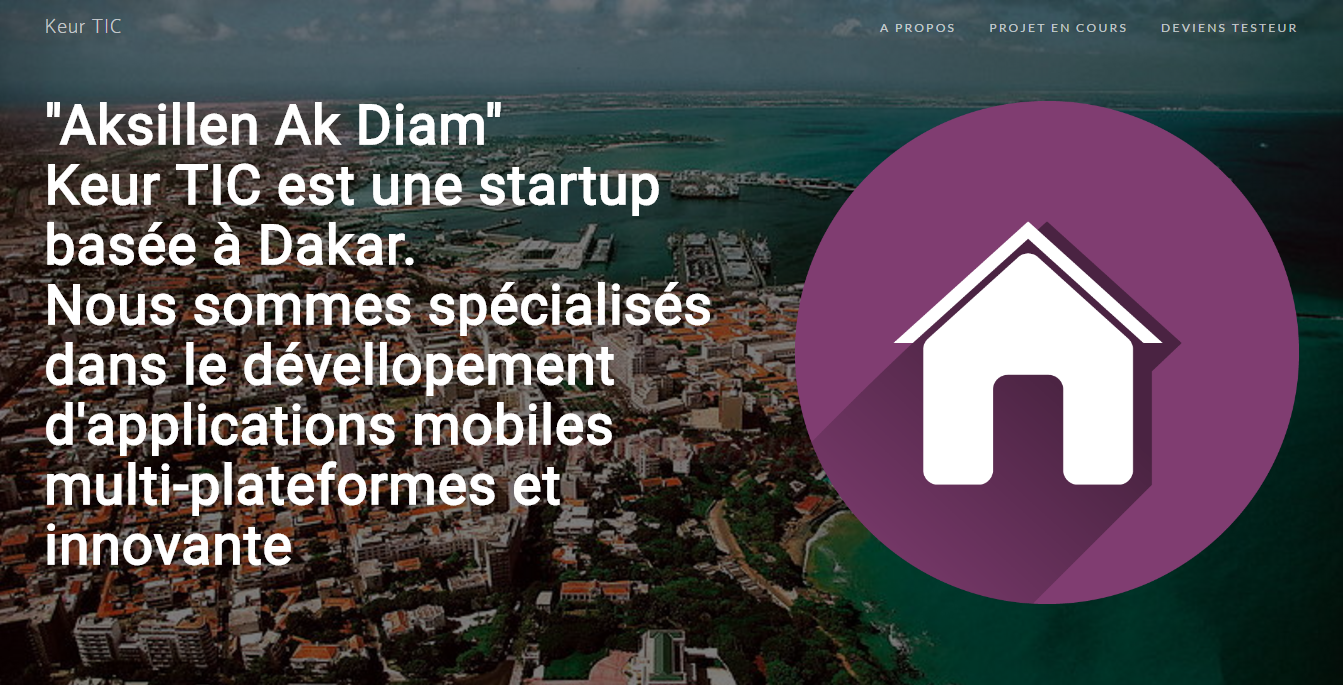 Keur TIC
A PROPOS
PROJET EN COURS
DEVIENS TESTEUR
"Aksillen Ak Diam"
Keur TIC est une startup
basée à Dakar.
Nous sommes spécialisés
dans le dévellopement
d'applications mobiles
multi-plateformes et
innovante